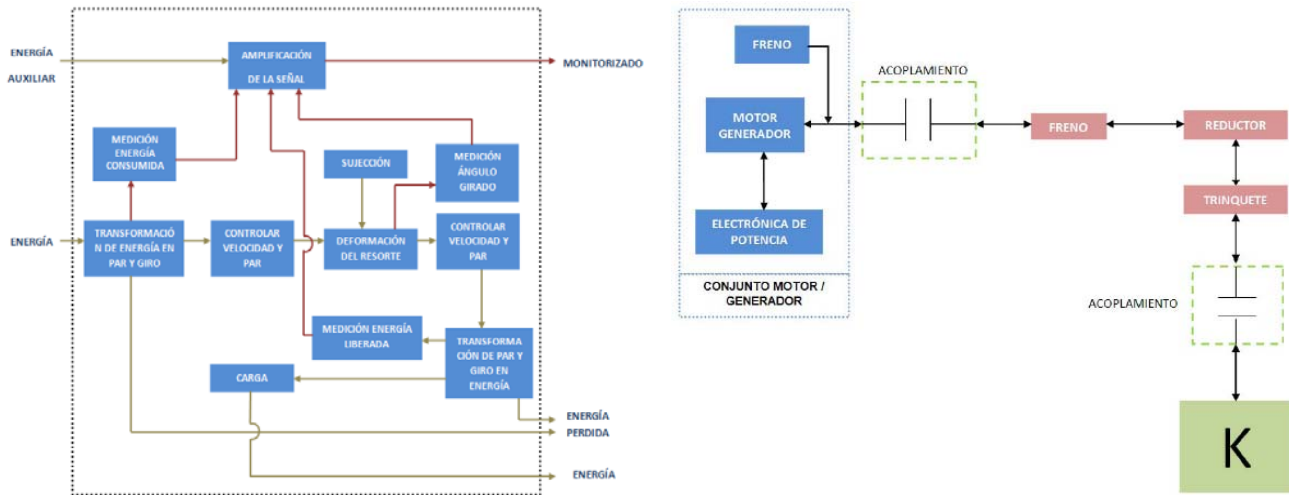 ENERGÍA
AUXILIAR
AMPLIFICACIÓN
DE LA SEÑAL
MONITORIZADO
MEDICIÓN
ENERGÍA
CONSUMIDA
SUJECCIÓN
MEDICIÓN
ÁNGULO
GIRADO
ENERGÍA
TRANSFORMACIÓ
N DE ENERGÍA EN
PAR Y GIRO
CONTROLAR
VELOCIDAD Y
PAR
DEFORMACIÓN
DEL RESORTE
CONTROLAR
VELOCIDAD Y
PAR
MEDICIÓN ENERGÍA
LIBERADA
TRANSFORMA
CIÓN DE PAR Y
GIRO EN
ENERGÍA
CARGA
ENERGÍA
PERDIDA
ENERGÍA
FRENO
MOTOR
GENERADOR
ELECTRÓNICA DE
POTENCIA
CONJUNTO MOTOR /
GENERADOR
ACOPLAMIENTO
FRENO
REDUCTOR
TRINQUETE
ACOPLAMIENTO
K